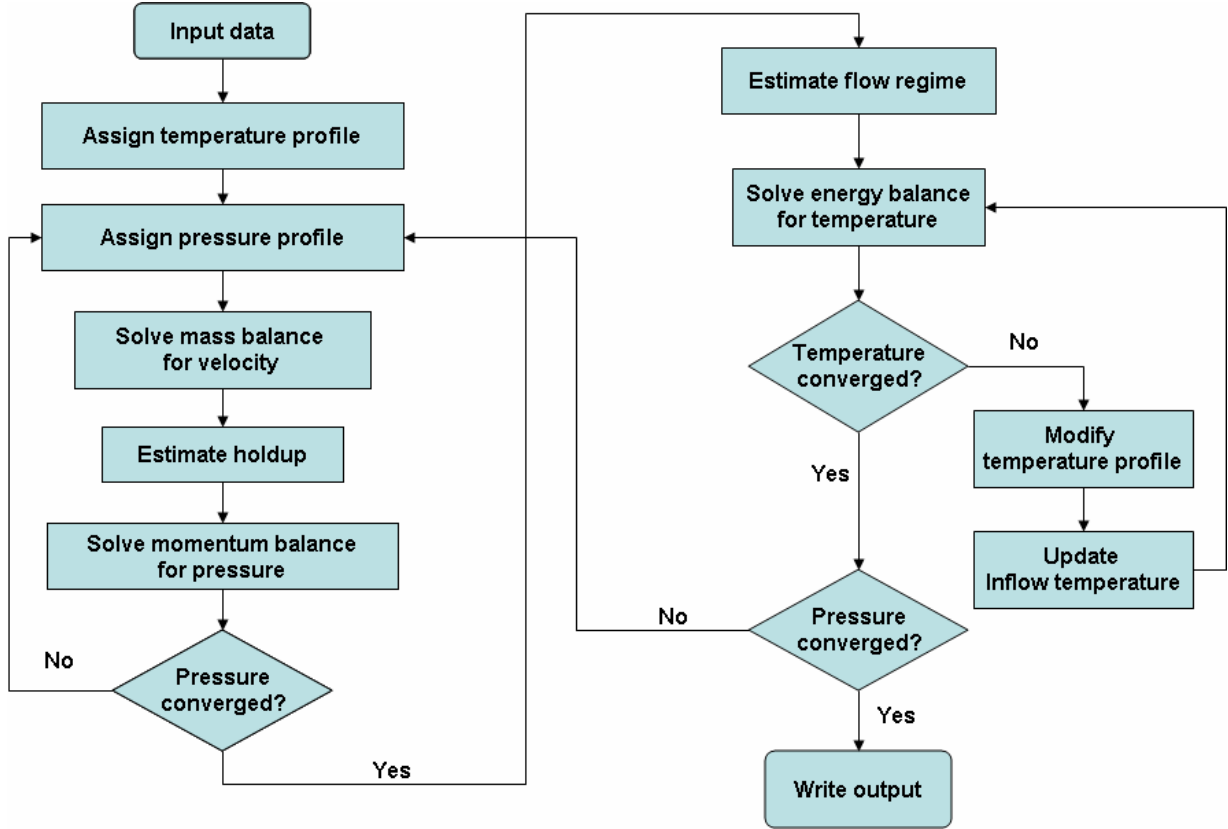 Input data
Assign temperature profile
Assign pressure profile
Solve mass balance
for velocity
Estimate holdup
Solve momentum balance
for pressure
No
Pressure
converged?
Yes
Estimate flow regime
Solve energy balance
for temperature
Temperature
converged?
No
Modify
temperature profile
Update
Inflow temperature
Yes
Pressure
converged?
No
Yes
Write output